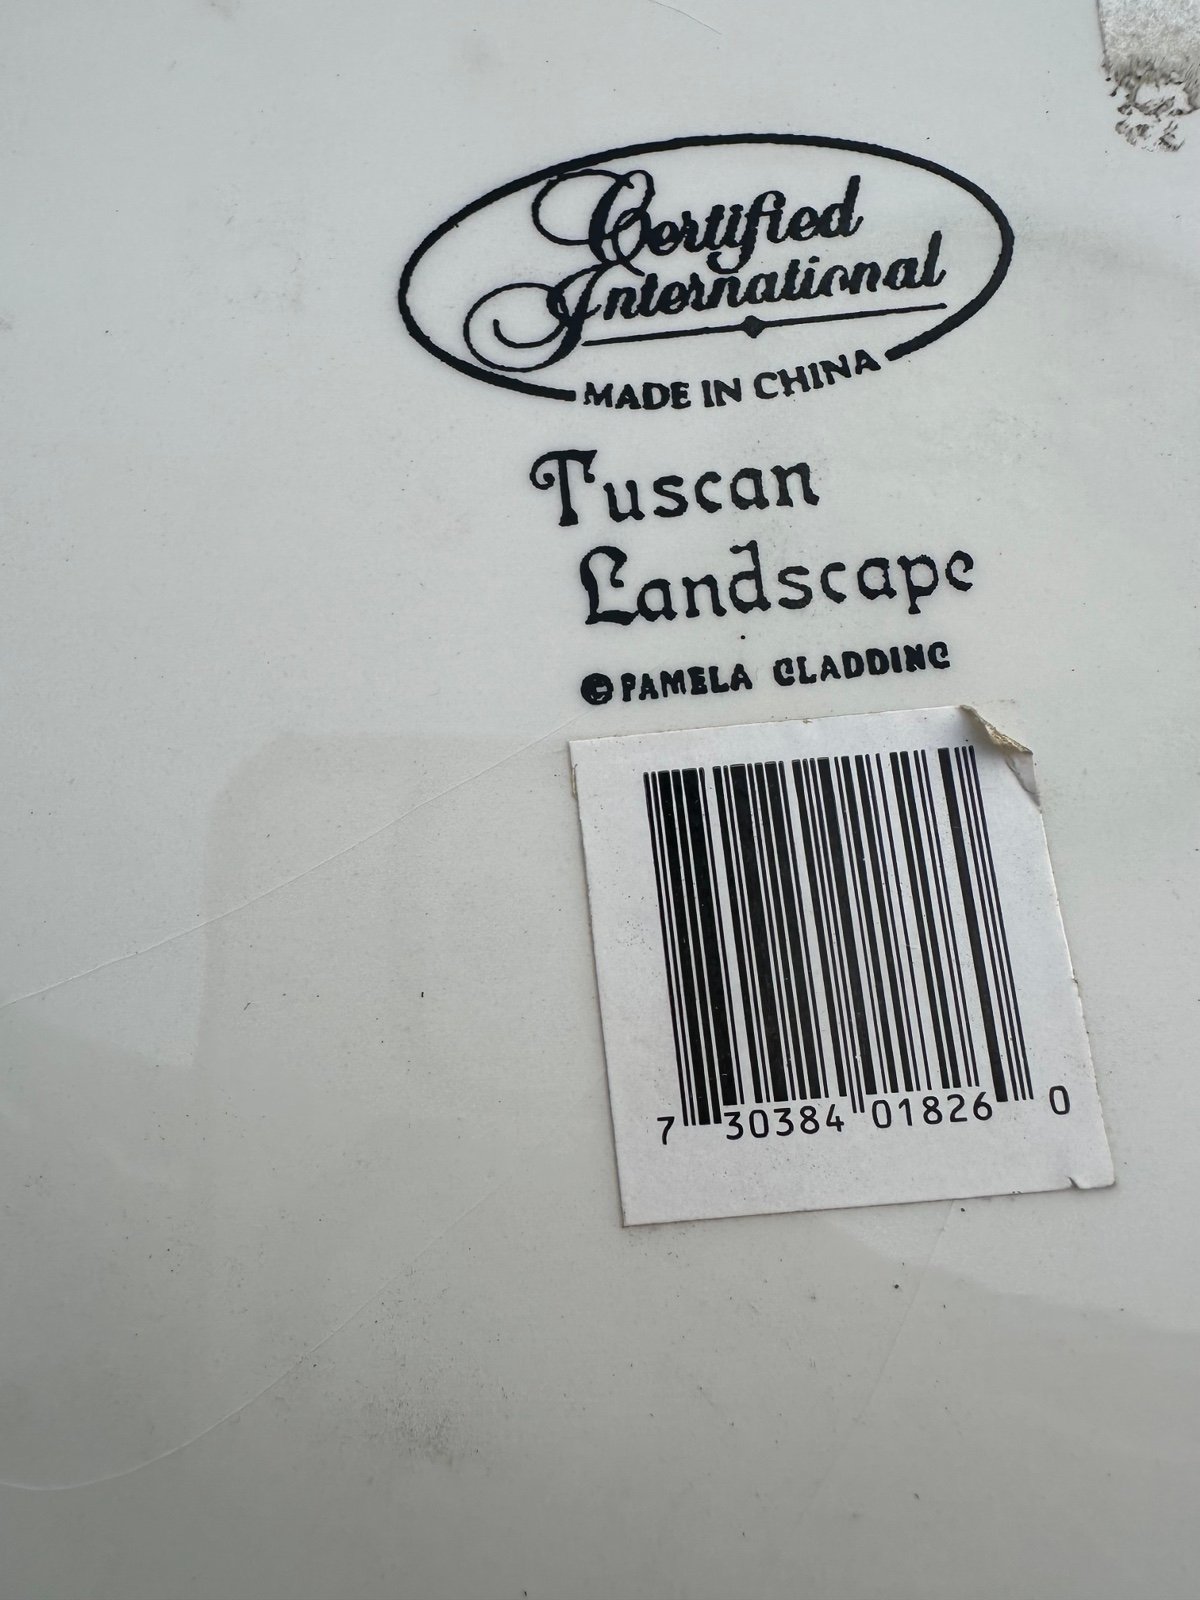 Certified
International
MADE IN CHINA
Tuscan
Landscape
©PAMELA GLADDING
7 30384 01826 0